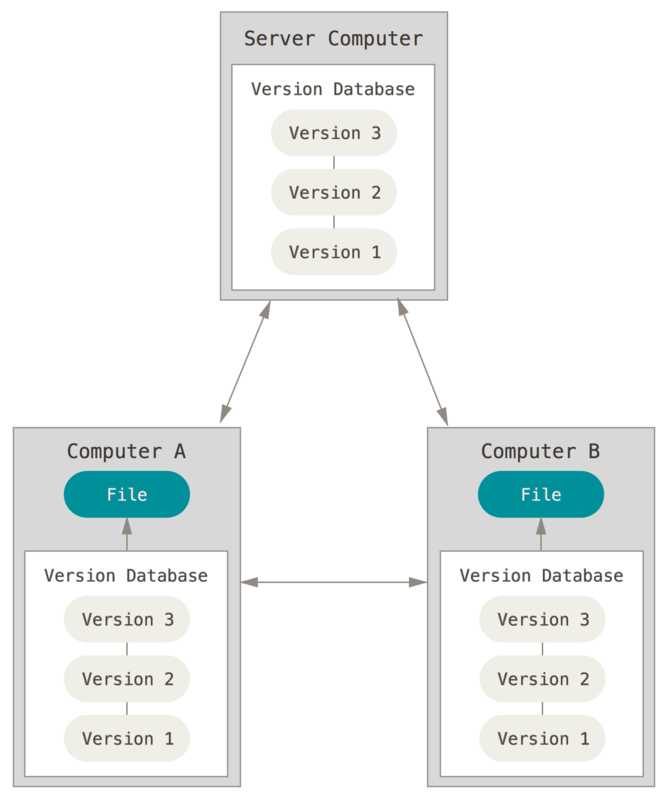 Server Computer
Version Database
Version 3
Version 2
Version 1
Computer A
File
Version Database
Version 3
Version 2
Version 1
Computer B
File
Version Database
Version 3
Version 2
Version 1